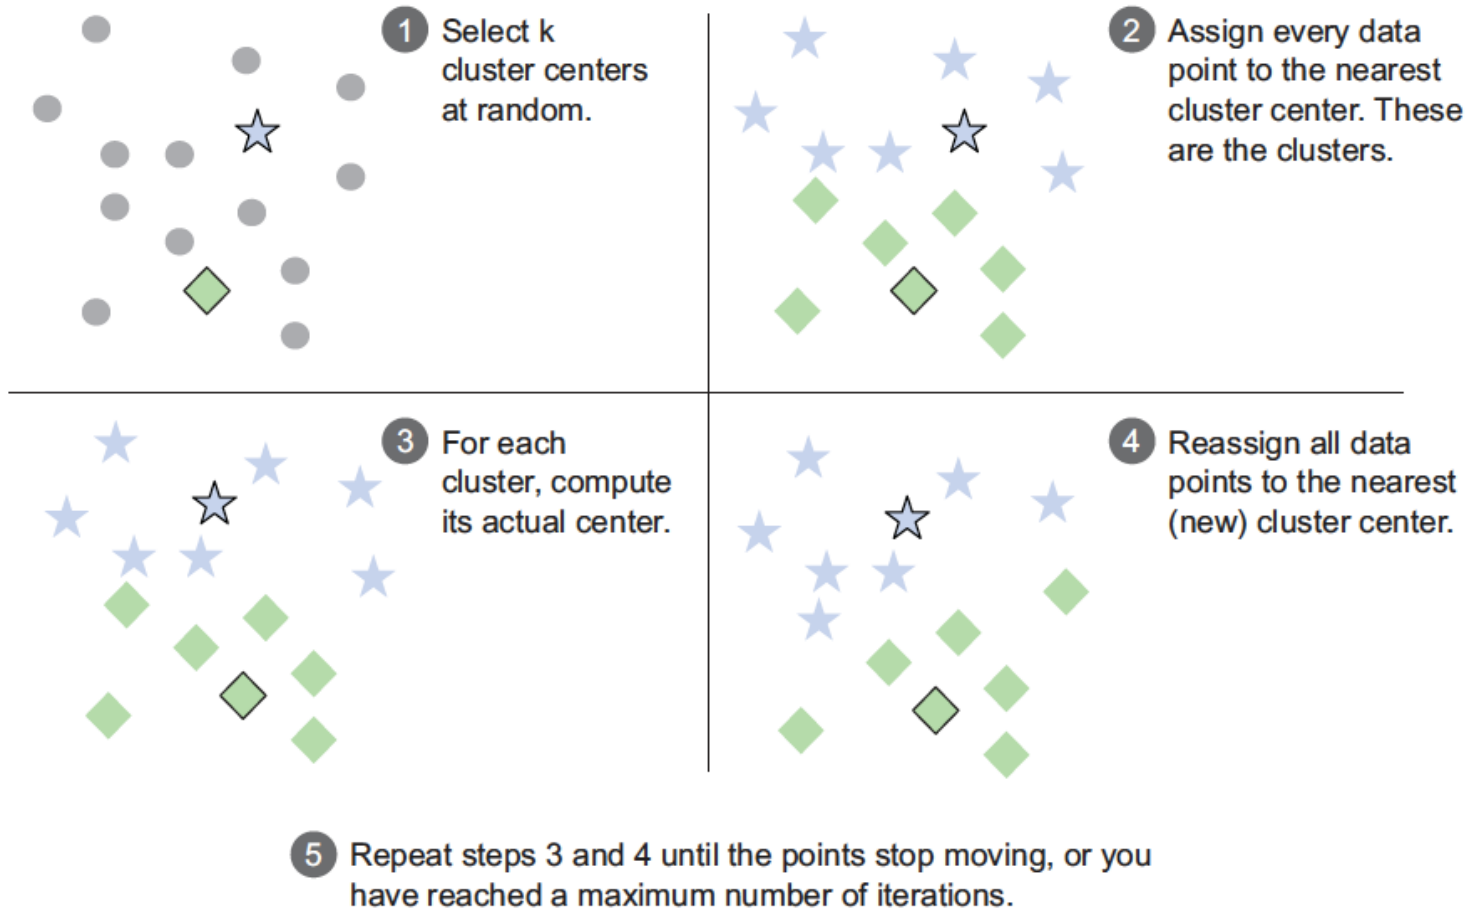 1 Select k
cluster centers
at random.
2 Assign every data
point to the nearest
cluster center. These
are the clusters.
3 For each
cluster, compute
its actual center.
4 Reassign all data
points to the nearest
(new) cluster center.
5 Repeat steps 3 and 4 until the points stop moving, or you
have reached a maximum number of iterations.